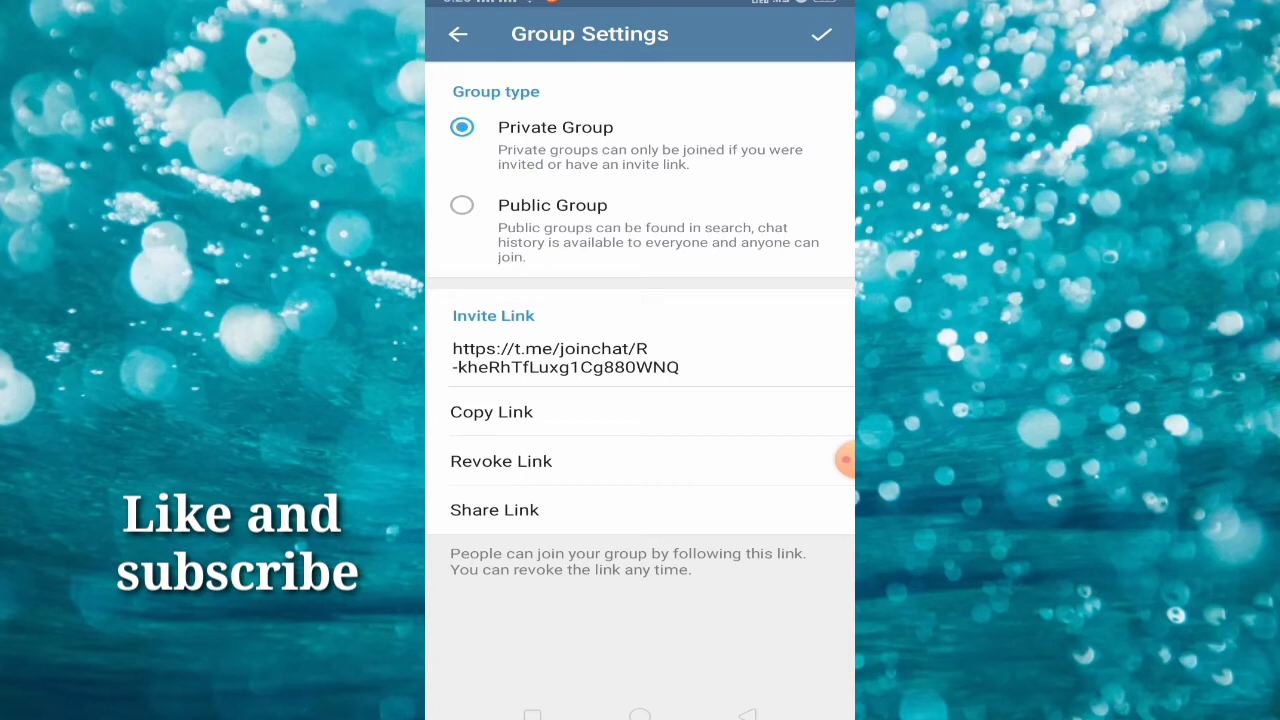 Group Settings
Group type
Private Group
Private groups can only be joined if you were
invited or have an invite link.
Public Group
Public groups can be found in search, chat
history is available to everyone and anyone can
join.
Invite Link
https://t.me/joinchat/R
-kheRhTfLuxg1Cg880WNQ
Copy Link
Revoke Link
Share Link
People can join your group by following this link.
You can revoke the link any time.
Like and
subscribe